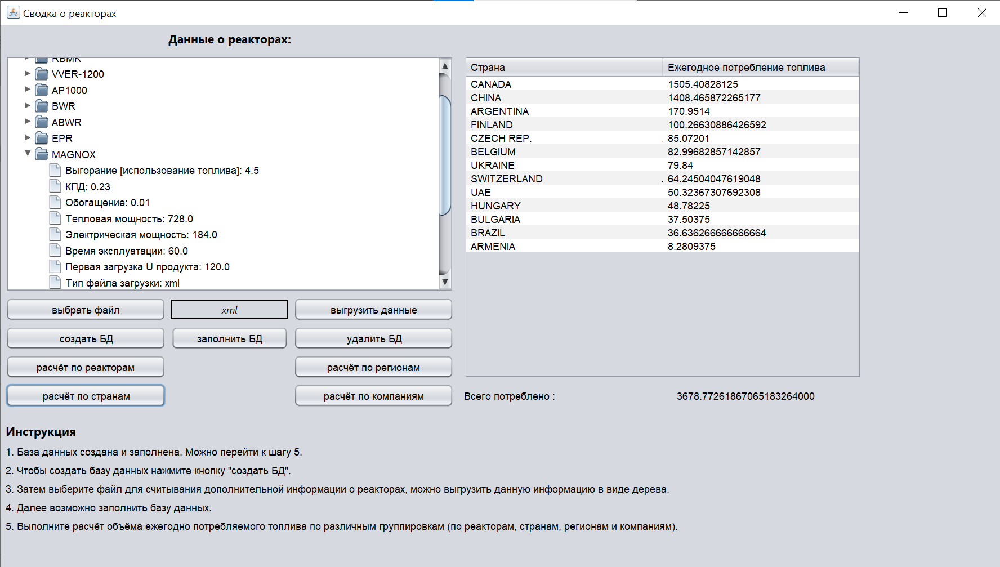 Сводка о реакторах
Данные о реакторах:
RBMK
VVER-1200
AP1000
BWR
ABWR
EPR
MAGNOX
Выгорание [использование топлива]: 4.5
КПД: 0.23
Обогащение: 0.01
Тепловая мощность: 728.0
Электрическая мощность: 184.0
Время эксплуатации: 60.0
Первая загрузка U продукта: 120.0
Тип файла загрузки: xml
Страна Ежегодное потребление топлива
CANADA 1505.40828125
CHINA 1408.465872265177
ARGENTINA 170.9514
FINLAND 100.26630886426592
CZECH REP. . 85.07201
BELGIUM 82.99682857142857
UKRAINE 79.84
SWITZERLAND . 64.24504047619048
UAE 50.32367307692308
HUNGARY 48.78225
BULGARIA 37.50375
BRAZIL 36.636266666666664
ARMENIA 8.2809375
выбрать файл xml выгрузить данные
создать БД заполнить БД удалить БД
расчёт по реакторам расчёт по регионам
расчёт по странам расчёт по компаниям
Всего потреблено : 3678.77261867065183264000
Инструкция
1. База данных создана и заполнена. Можно перейти к шагу 5.
2. Чтобы создать базу данных нажмите кнопку "создать БД".
3. Затем выберите файл для считывания дополнительной информации о реакторах, можно выгрузить данную информацию в виде дерева.
4. Далее возможно заполнить базу данных.
5. Выполните расчёт объёма ежегодно потребляемого топлива по различным группировкам (по реакторам, странам, регионам и компаниям).